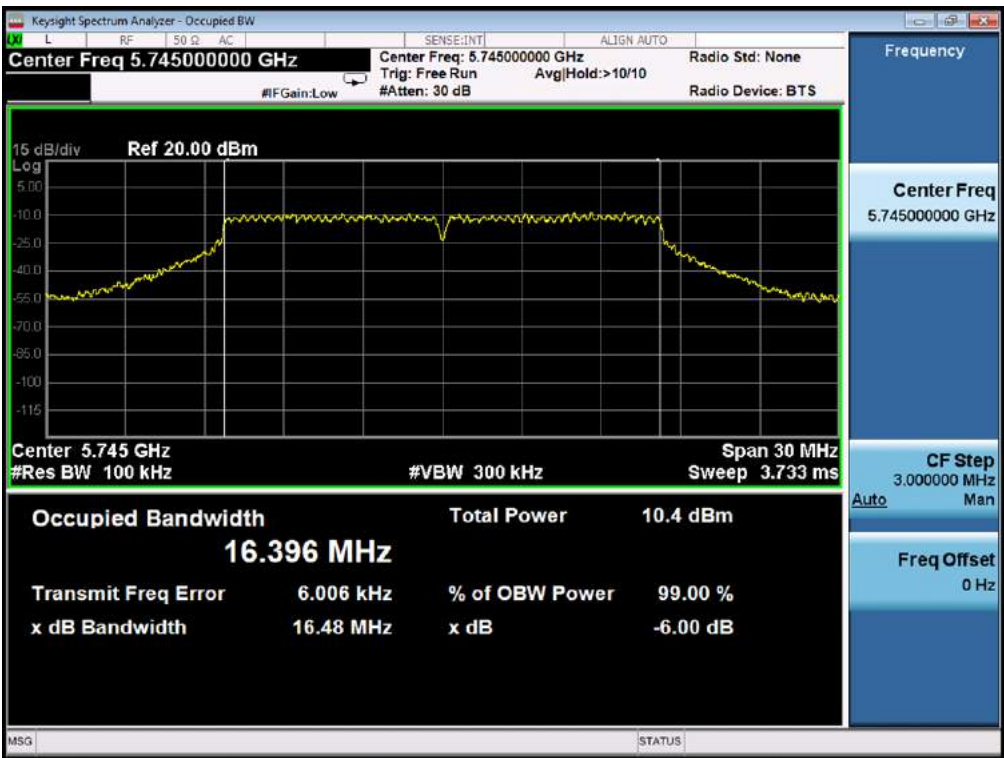 Keysight Spectrum Analyzer - Occupied BW
L RF 50 Ω AC SENSE:INT ALIGN AUTO
Center Freq 5.745000000 GHz
Center Freq: 5.745000000 GHz
Radio Std: None
Trig: Free Run Avg|Hold:>10/10
#IFGain:Low
#Atten: 30 dB
Radio Device: BTS
15 dB/div Ref 20.00 dBm
Log
5.00
-10.0
-25.0
-40.0
-55.0
-70.0
-85.0
-100
-115
Center 5.745 GHz Span 30 MHz
#Res BW 100 kHz #VBW 300 kHz Sweep 3.733 ms
Occupied Bandwidth Total Power 10.4 dBm
16.396 MHz
Transmit Freq Error 6.006 kHz % of OBW Power 99.00 %
x dB Bandwidth 16.48 MHz x dB -6.00 dB
Frequency
Center Freq
5.745000000 GHz
CF Step
3.000000 MHz
Auto Man
Freq Offset
0 Hz
MSG STATUS